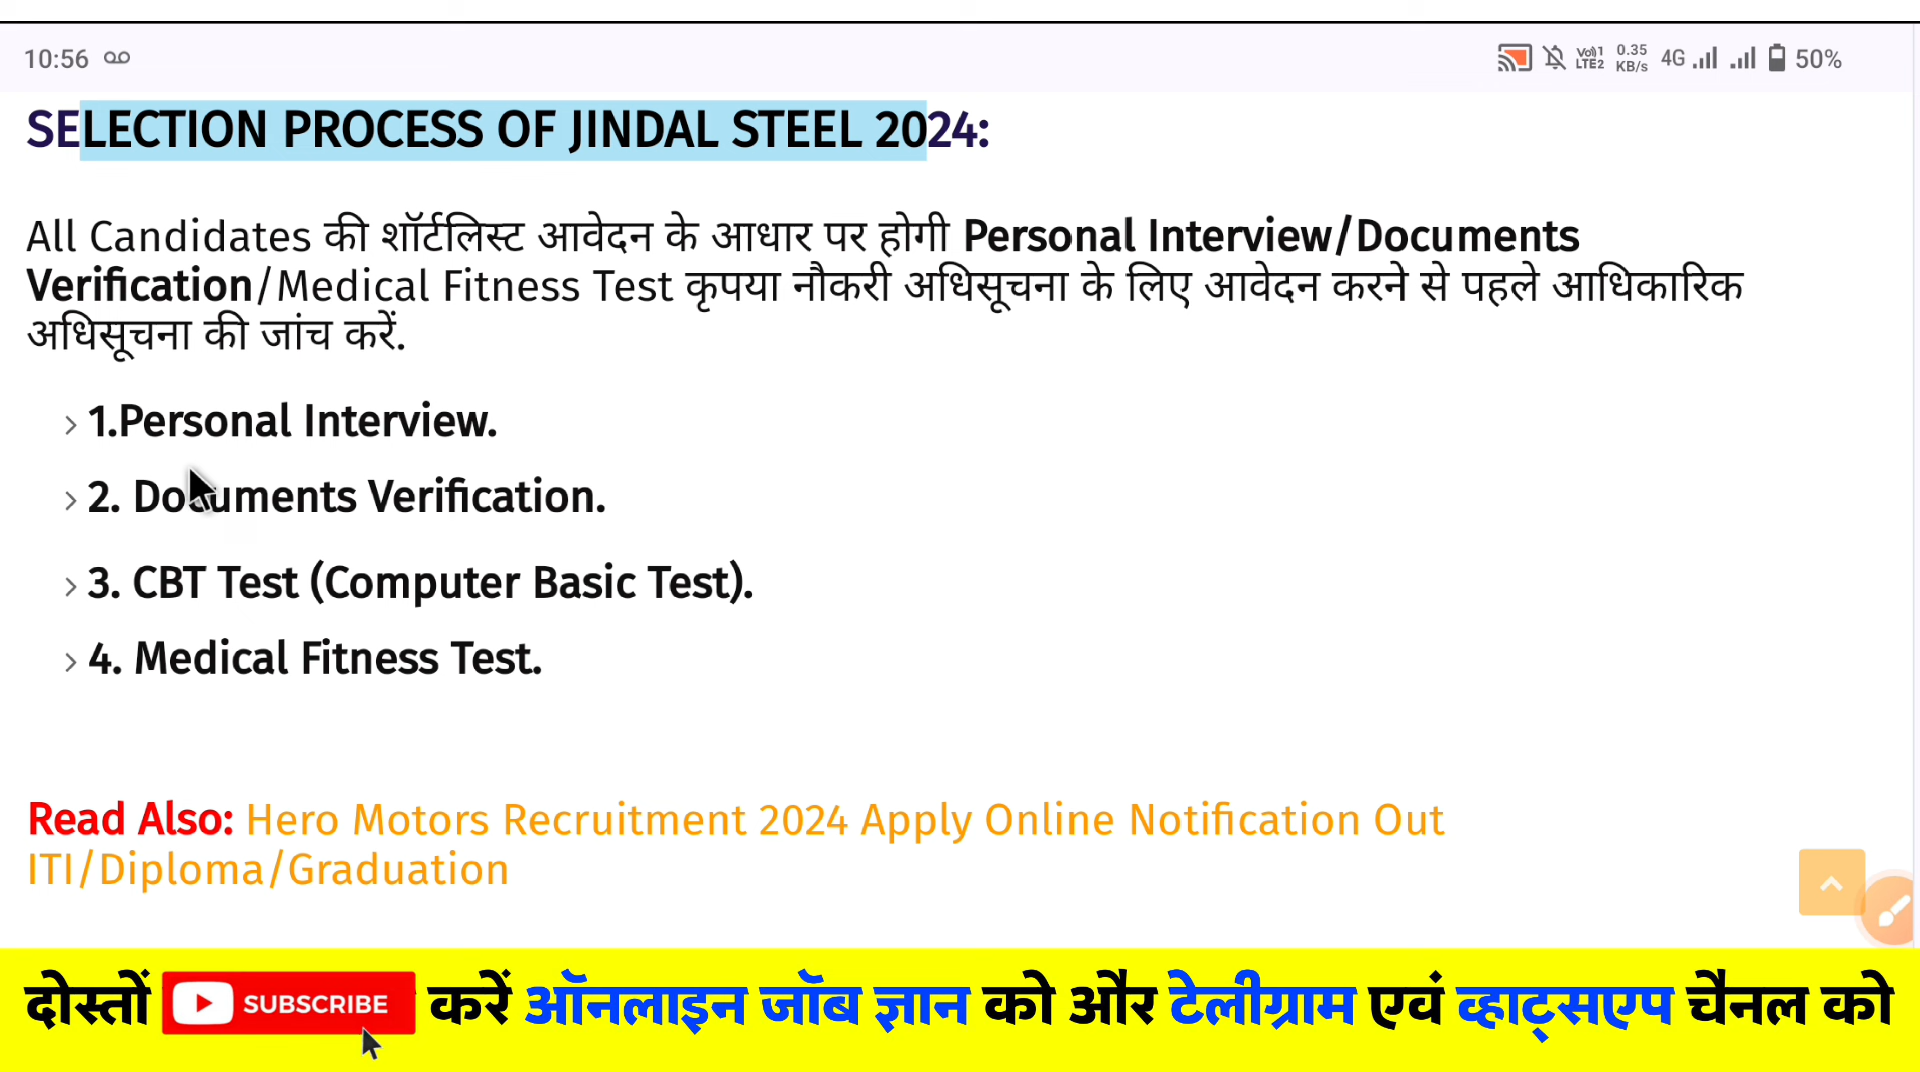 10:56
Vo))1 LTE2 0.35 KB/s 4G 50%
SELECTION PROCESS OF JINDAL STEEL 2024:
All Candidates की शॉर्टलिस्ट आवेदन के आधार पर होगी Personal Interview/Documents
Verification/Medical Fitness Test कृपया नौकरी अधिसूचना के लिए आवेदन करने से पहले आधिकारिक
अधिसूचना की जांच करें.
1.Personal Interview.
2. Documents Verification.
3. CBT Test (Computer Basic Test).
4. Medical Fitness Test.
Read Also: Hero Motors Recruitment 2024 Apply Online Notification Out
ITI/Diploma/Graduation
दोस्तों SUBSCRIBE करें ऑनलाइन जॉब ज्ञान को और टेलीग्राम एवं व्हाट्सएप चैनल को